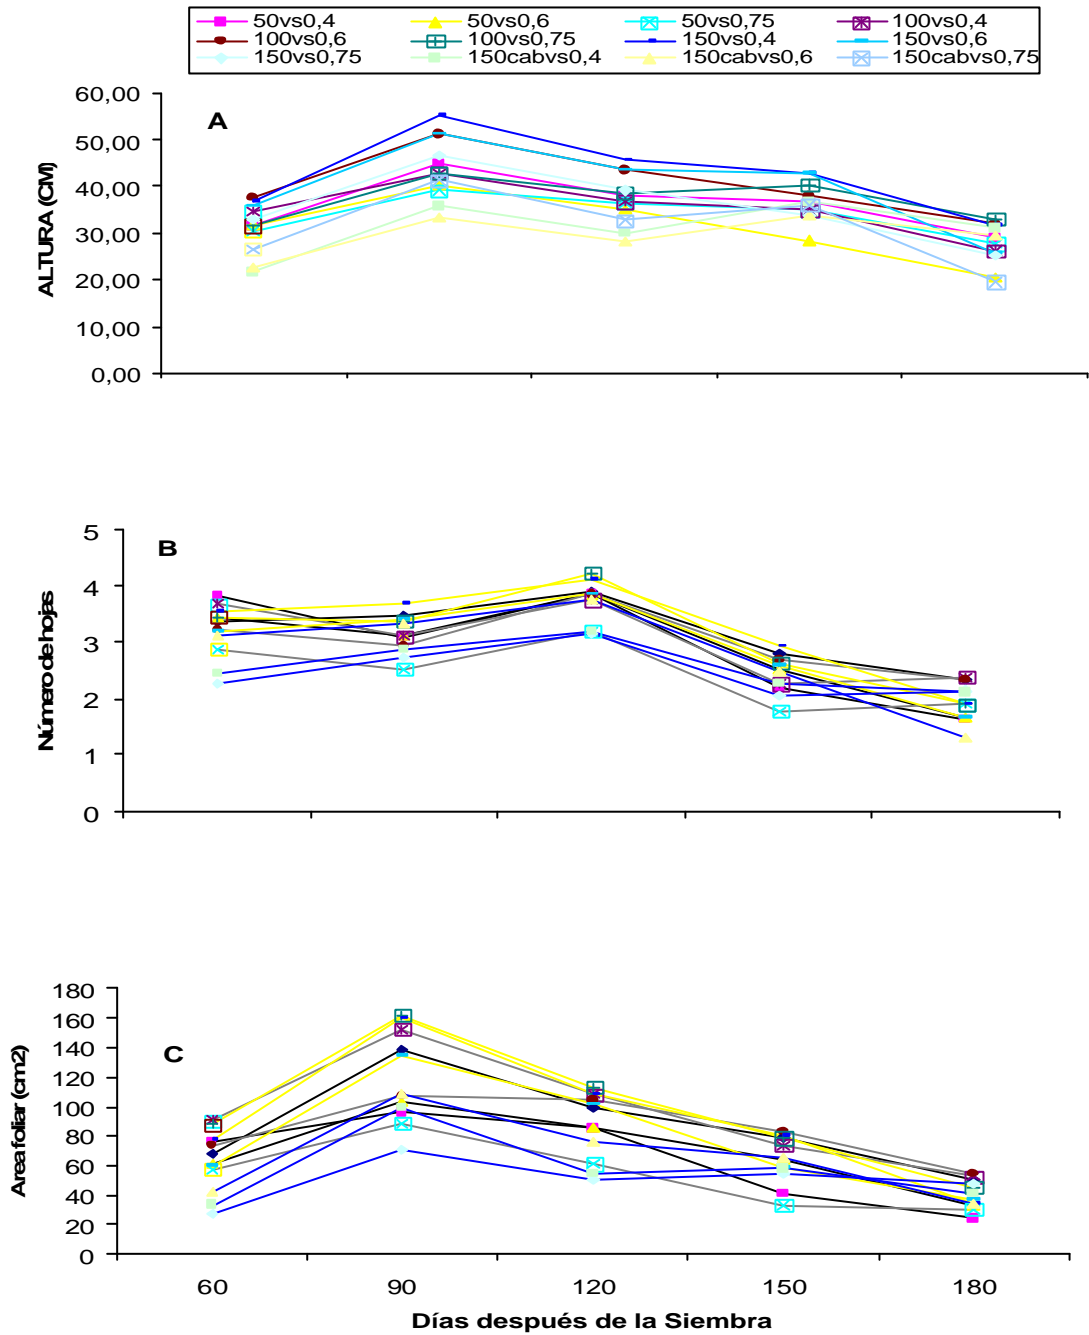 50vs0,4 50vs0,6 50vs0,75 100vs0,4
100vs0,6 100vs0,75 150vs0,4 150vs0,6
150vs0,75 150cabvs0,4 150cabvs0,6 150cabvs0,75
A
ALTURA (CM)
60,00
50,00
40,00
30,00
20,00
10,00
0,00
B
Número de hojas
5
4
3
2
1
0
C
Area foliar (cm2)
180
160
140
120
100
80
60
40
20
0
60 90 120 150 180
Días después de la Siembra